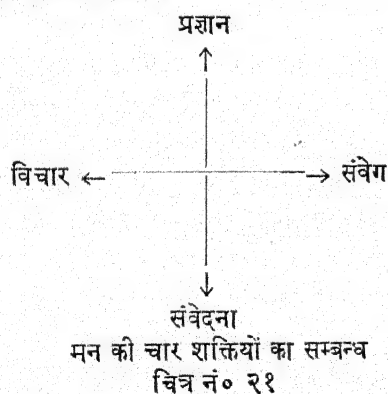 प्रज्ञान
विचार
संवेग
संवेदना
मन की चार शक्तियों का सम्बन्ध
चित्र नं० २१